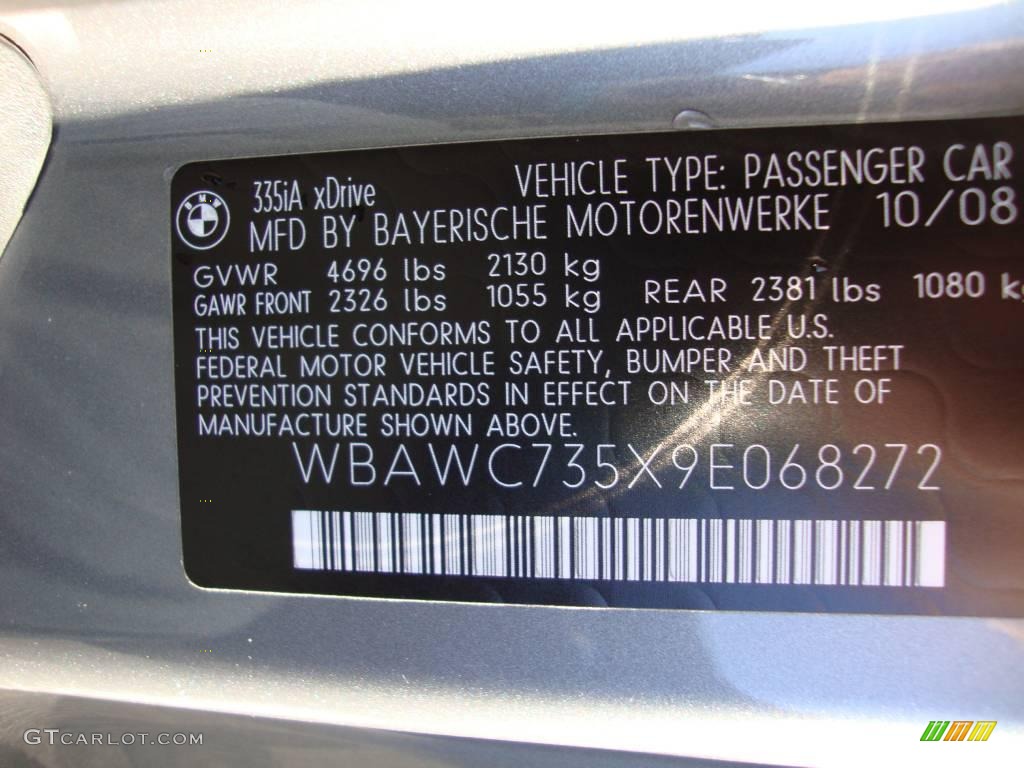 BMW
335iA xDrive VEHICLE TYPE: PASSENGER CAR
MFD BY BAYERISCHE MOTORENWERKE 10/08
GVWR 4696 lbs 2130 kg
GAWR FRONT 2326 lbs 1055 kg REAR 2381 lbs 1080 kg
THIS VEHICLE CONFORMS TO ALL APPLICABLE U.S.
FEDERAL MOTOR VEHICLE SAFETY, BUMPER AND THEFT
PREVENTION STANDARDS IN EFFECT ON THE DATE OF
MANUFACTURE SHOWN ABOVE.
WBAWC735X9E068272
GTCARLOT.COM